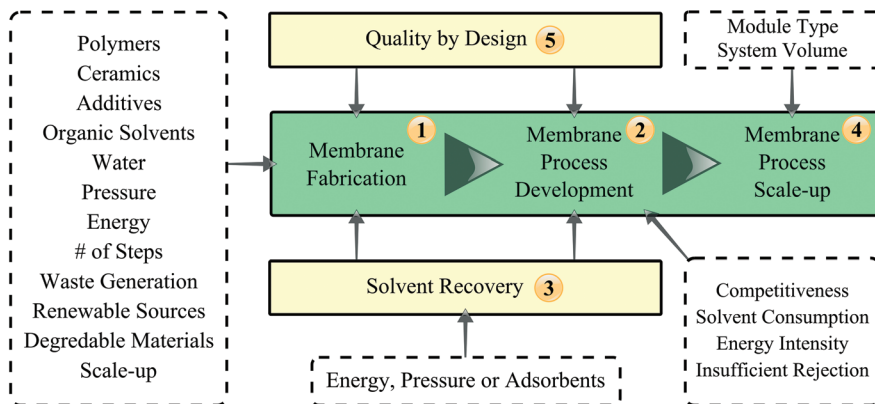 Polymers
Ceramics
Additives
Organic Solvents
Water
Pressure
Energy
# of Steps
Waste Generation
Renewable Sources
Degredable Materials
Scale-up
Quality by Design 5
Module Type
System Volume
1
Membrane
Fabrication
2
Membrane
Process
Development
4
Membrane
Process
Scale-up
Solvent Recovery 3
Energy, Pressure or Adsorbents
Competitiveness
Solvent Consumption
Energy Intensity
Insufficient Rejection